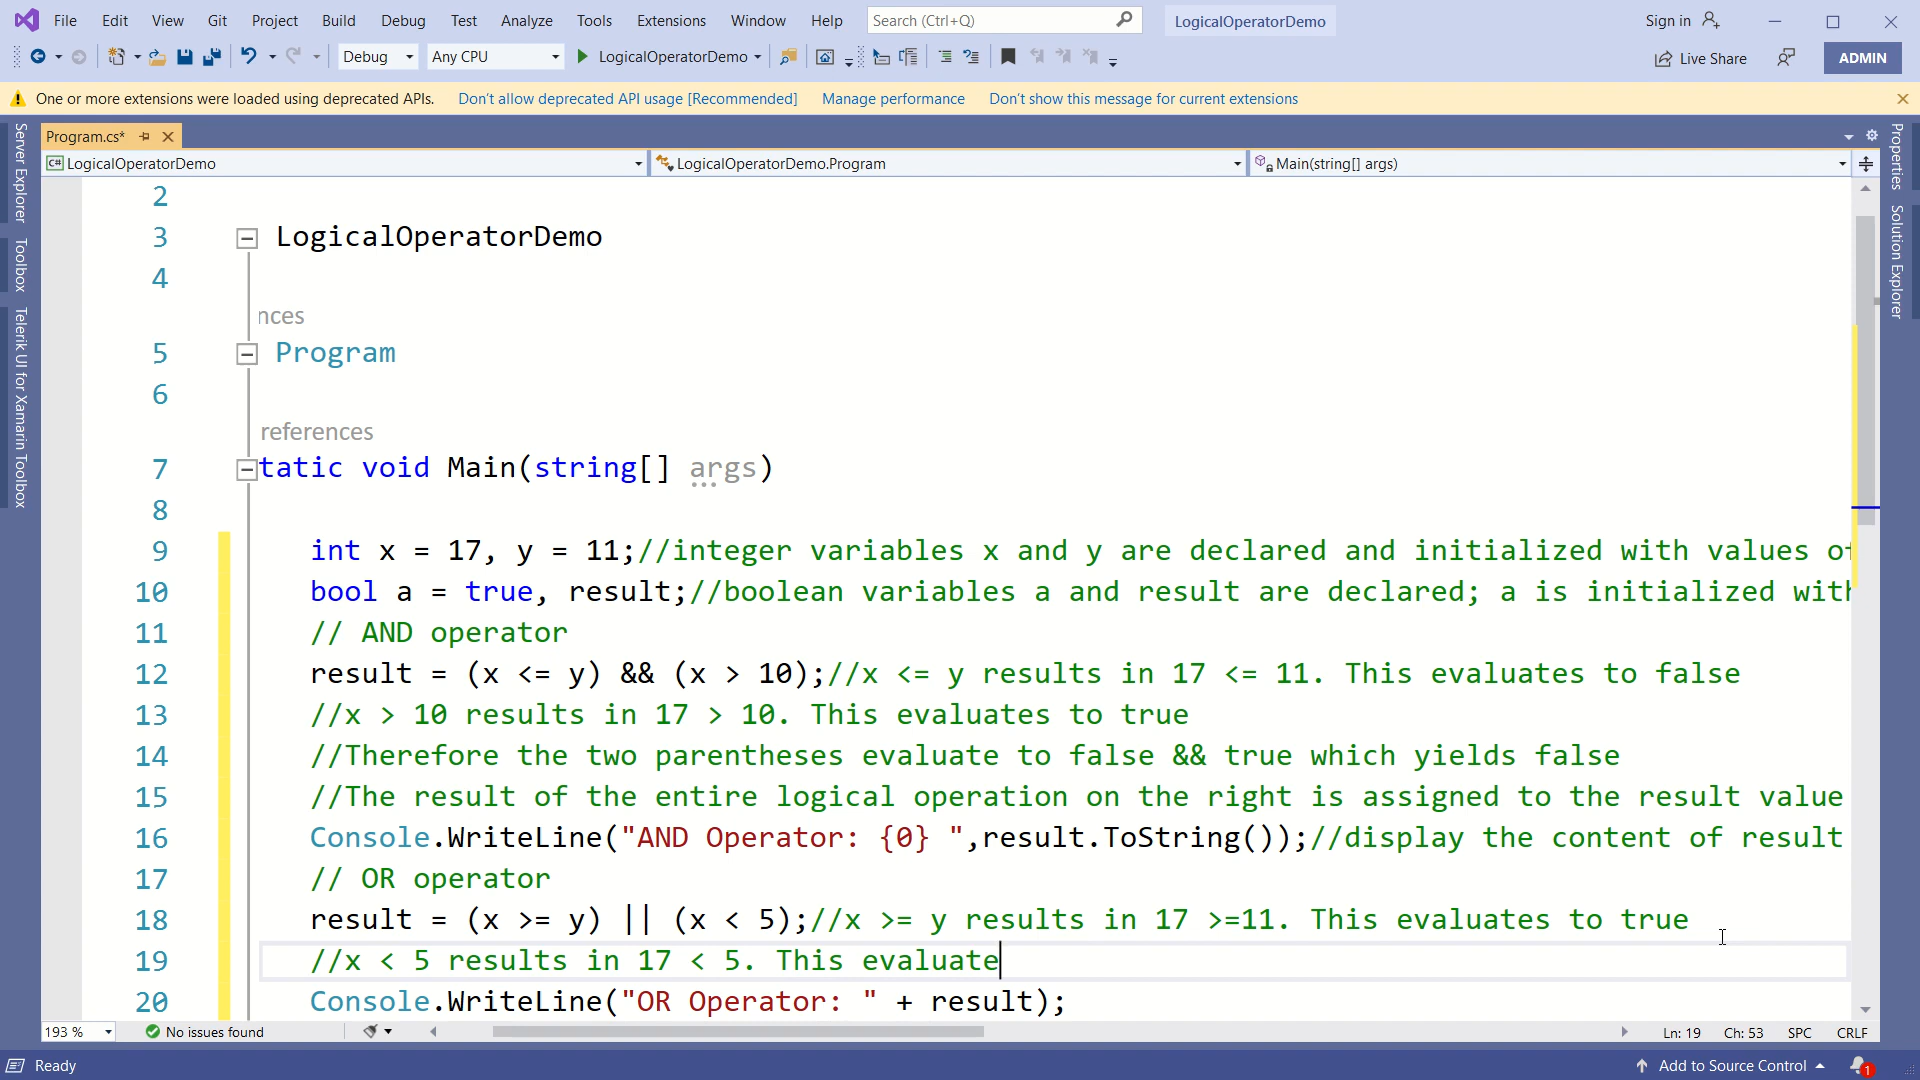 File Edit View Git Project Build Debug Test Analyze Tools Extensions Window Help Search (Ctrl+Q) LogicalOperatorDemo Sign in
Debug Any CPU LogicalOperatorDemo Live Share ADMIN
One or more extensions were loaded using deprecated APIs. Don't allow deprecated API usage [Recommended] Manage performance Don't show this message for current extensions
Program.cs*
C# LogicalOperatorDemo LogicalOperatorDemo.Program Main(string[] args)
Server Explorer
Toolbox
Telerik UI for Xamarin Toolbox
Properties
Solution Explorer
2
3 LogicalOperatorDemo
4
nces
5 Program
6
references
7 tatic void Main(string[] args)
8
9 int x = 17, y = 11;//integer variables x and y are declared and initialized with values of
10 bool a = true, result;//boolean variables a and result are declared; a is initialized with
11 // AND operator
12 result = (x <= y) && (x > 10);//x <= y results in 17 <= 11. This evaluates to false
13 //x > 10 results in 17 > 10. This evaluates to true
14 //Therefore the two parentheses evaluate to false && true which yields false
15 //The result of the entire logical operation on the right is assigned to the result value
16 Console.WriteLine("AND Operator: {0} ",result.ToString());//display the content of result
17 // OR operator
18 result = (x >= y) || (x < 5);//x >= y results in 17 >=11. This evaluates to true
19 //x < 5 results in 17 < 5. This evaluate
20 Console.WriteLine("OR Operator: " + result);
193 % No issues found Ln: 19 Ch: 53 SPC CRLF
Ready Add to Source Control 1